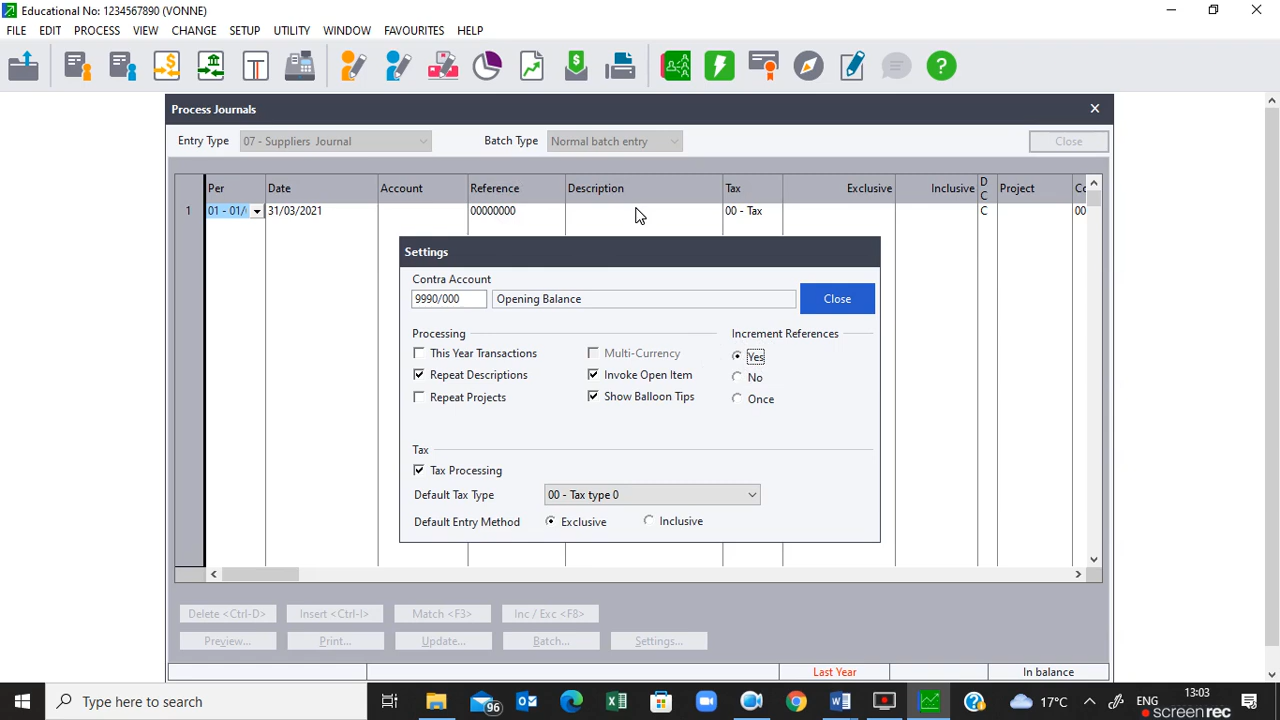 Educational No: 1234567890 (VONNE)
FILE EDIT PROCESS VIEW CHANGE SETUP UTILITY WINDOW FAVOURITES HELP
Process Journals
Entry Type 07 - Suppliers Journal Batch Type Normal batch entry Close
Per Date Account Reference Description Tax Exclusive Inclusive D C Project Co
1 01 - 01/ 31/03/2021 00000000 00 - Tax C 00
Settings
Contra Account
9990/000 Opening Balance Close
Processing Increment References
This Year Transactions Multi-Currency Yes
Repeat Descriptions Invoke Open Item No
Repeat Projects Show Balloon Tips Once
Tax
Tax Processing
Default Tax Type 00 - Tax type 0
Default Entry Method Exclusive Inclusive
Delete <Ctrl-D> Insert <Ctrl-I> Match <F3> Inc / Exc <F8>
Preview... Print... Update... Batch... Settings...
Last Year In balance
Type here to search 96 17°C ENG 13:03
SCREENREC